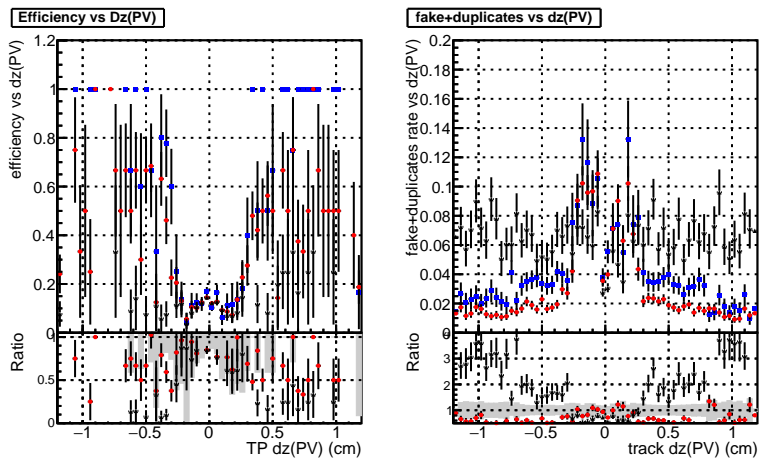 Efficiency vs Dz(PV)
efficiency vs dz(PV)
1.2
1
0.8
0.6
0.4
0.2
0
Ratio
1
0.5
0
−1 −0.5 0 0.5 1
TP dz(PV) (cm)
fake+duplicates vs dz(PV)
fake+duplicates rate vs dz(PV)
0.2
0.18
0.16
0.14
0.12
0.1
0.08
0.06
0.04
0.02
0
Ratio
3
2
1
−1 −0.5 0 0.5 1
track dz(PV) (cm)